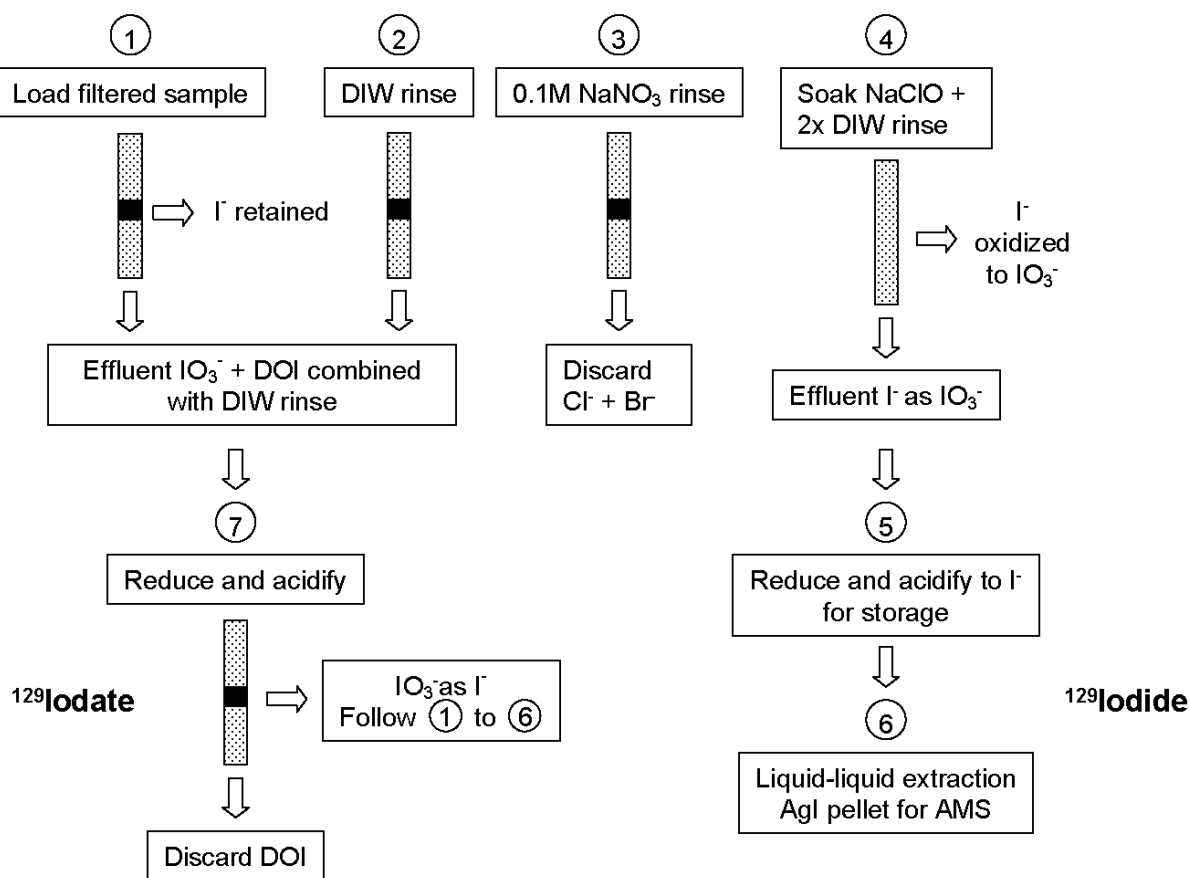 1
Load filtered sample
I⁻ retained
2
DIW rinse
Effluent IO₃⁻ + DOI combined
with DIW rinse
3
0.1M NaNO₃ rinse
Discard
Cl⁻ + Br⁻
4
Soak NaClO +
2x DIW rinse
I⁻
oxidized
to IO₃⁻
Effluent I⁻ as IO₃⁻
5
Reduce and acidify to I⁻
for storage
6
Liquid-liquid extraction
AgI pellet for AMS
¹²⁹Iodide
7
Reduce and acidify
¹²⁹Iodate
IO₃⁻as I⁻
Follow 1 to 6
Discard DOI